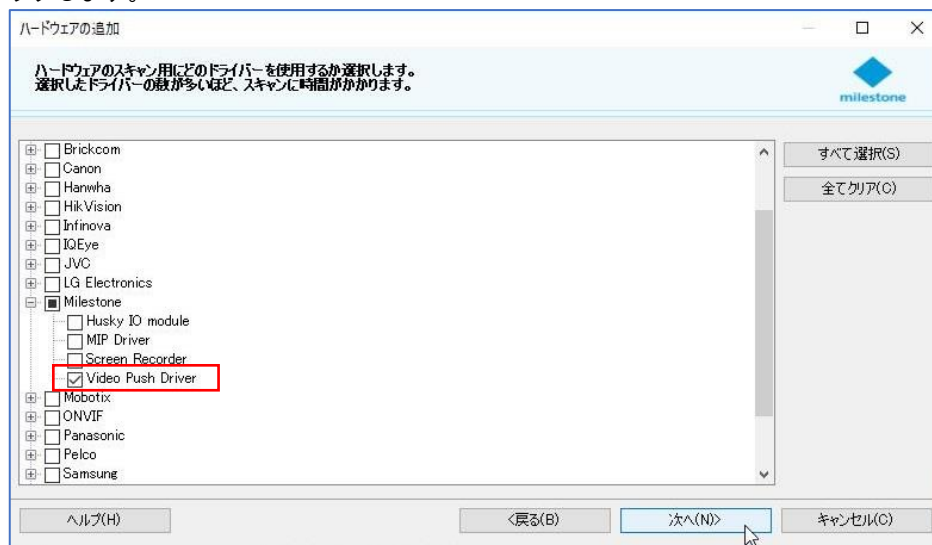 ックします。
ハードウェアの追加
ハードウェアのスキャン用にどのドライバーを使用するか選択します。
選択したドライバーの数が多いほど、スキャンに時間がかかります。
milestone
Brickcom
Canon
Hanwha
HikVision
Infinova
IQEye
JVC
LG Electronics
Milestone
Husky IO module
MIP Driver
Screen Recorder
Video Push Driver
Mobotix
ONVIF
Panasonic
Pelco
Samsung
すべて選択(S)
全てクリア(C)
ヘルプ(H)
<戻る(B)
次へ(N)>
キャンセル(C)